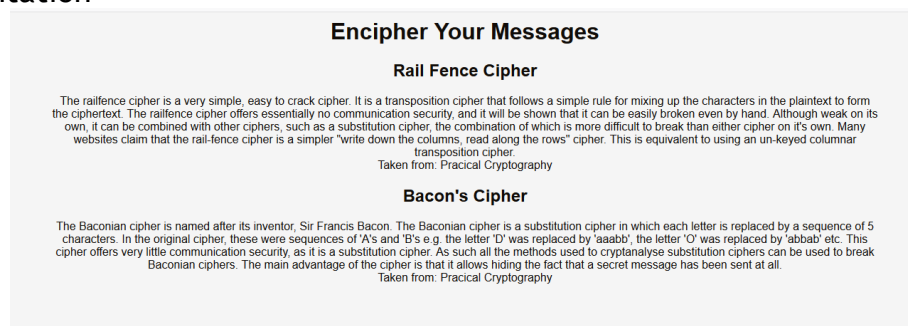 Encipher Your Messages
Rail Fence Cipher
The railfence cipher is a very simple, easy to crack cipher. It is a transposition cipher that follows a simple rule for mixing up the characters in the plaintext to form
the ciphertext. The railfence cipher offers essentially no communication security, and it will be shown that it can be easily broken even by hand. Although weak on its
own, it can be combined with other ciphers, such as a substitution cipher, the combination of which is more difficult to break than either cipher on it's own. Many
websites claim that the rail-fence cipher is a simpler "write down the columns, read along the rows" cipher. This is equivalent to using an un-keyed columnar
transposition cipher.
Taken from: Pracical Cryptography
Bacon's Cipher
The Baconian cipher is named after its inventor, Sir Francis Bacon. The Baconian cipher is a substitution cipher in which each letter is replaced by a sequence of 5
characters. In the original cipher, these were sequences of 'A's and 'B's e.g. the letter 'D' was replaced by 'aaabb', the letter 'O' was replaced by 'abbab' etc. This
cipher offers very little communication security, as it is a substitution cipher. As such all the methods used to cryptanalyse substitution ciphers can be used to break
Baconian ciphers. The main advantage of the cipher is that it allows hiding the fact that a secret message has been sent at all.
Taken from: Pracical Cryptography